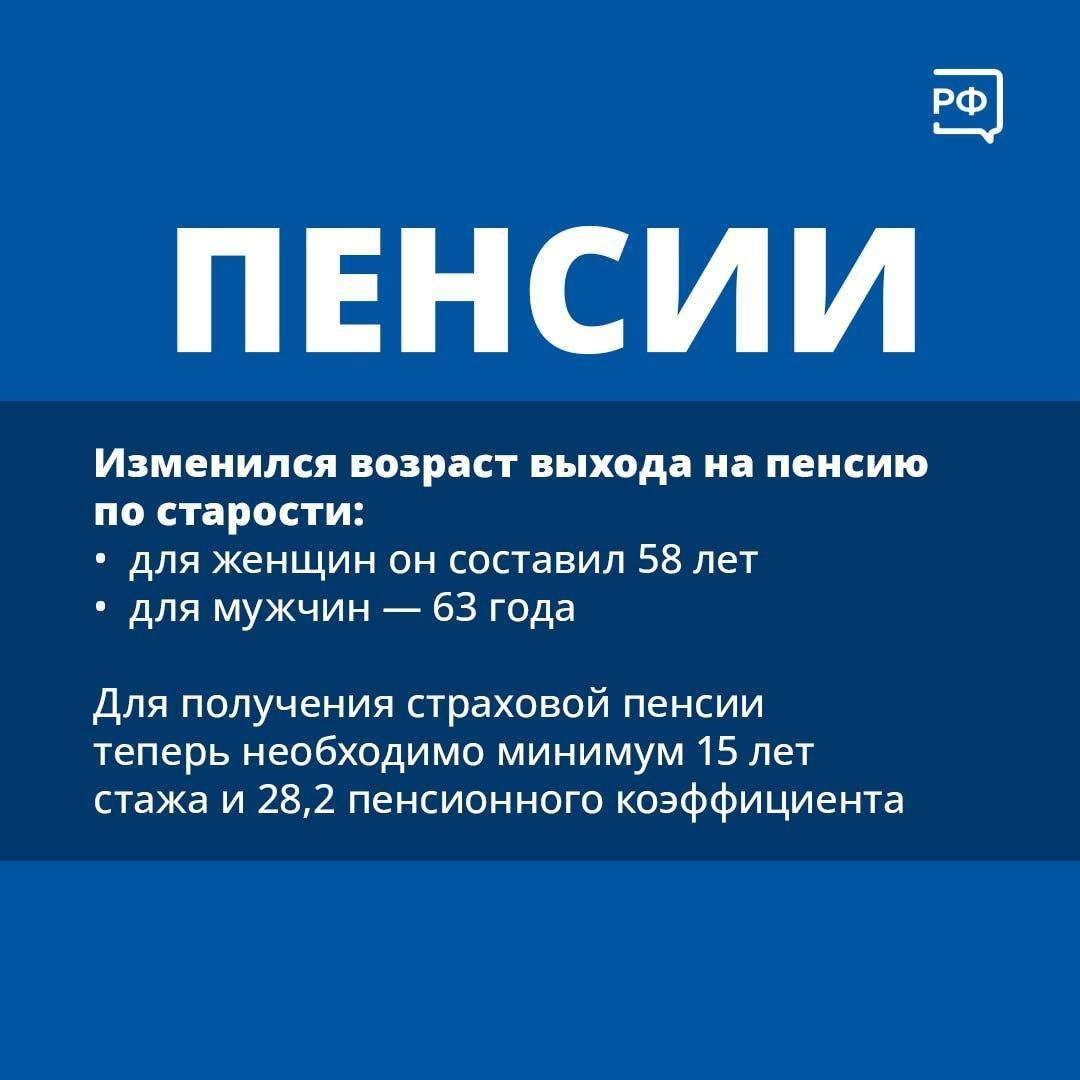 РФ
ПЕНСИИ
Изменился возраст выхода на пенсию
по старости:
• для женщин он составил 58 лет
• для мужчин — 63 года
Для получения страховой пенсии
теперь необходимо минимум 15 лет
стажа и 28,2 пенсионного коэффициента